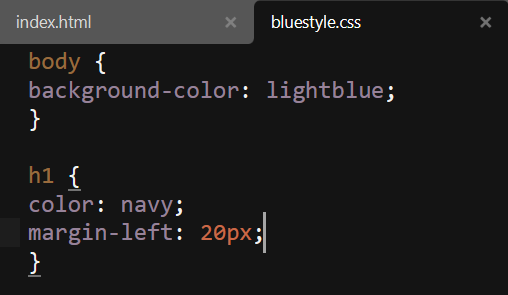 index.html × bluestyle.css ×
body {
background-color: lightblue;
}
h1 {
color: navy;
margin-left: 20px;
}